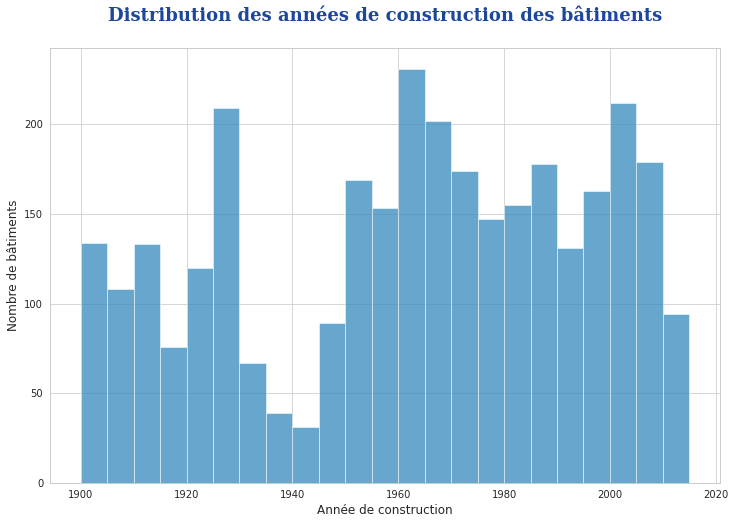 Distribution des années de construction des bâtiments
Nombre de bâtiments
200
150
100
50
0
1900 1920 1940 1960 1980 2000 2020
Année de construction